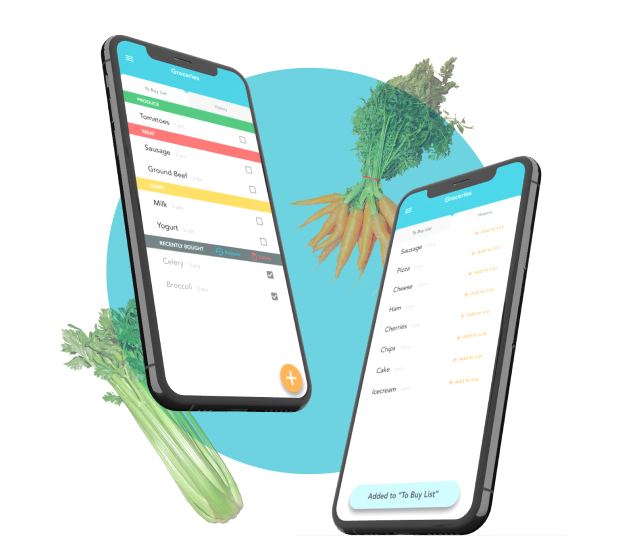 Groceries
To Buy List
History
PRODUCE
Tomatoes
MEAT
Sausage
Ground Beef
DAIRY
Milk
Yogurt
RECENTLY BOUGHT
Celery
Broccoli
Groceries
To Buy List
History
Sausage
+ Add to List
Pizza
+ Add to List
Cheese
+ Add to List
Ham
+ Add to List
Cherries
+ Add to List
Chips
+ Add to List
Cake
+ Add to List
Icecream
+ Add to List
Added to “To Buy List”